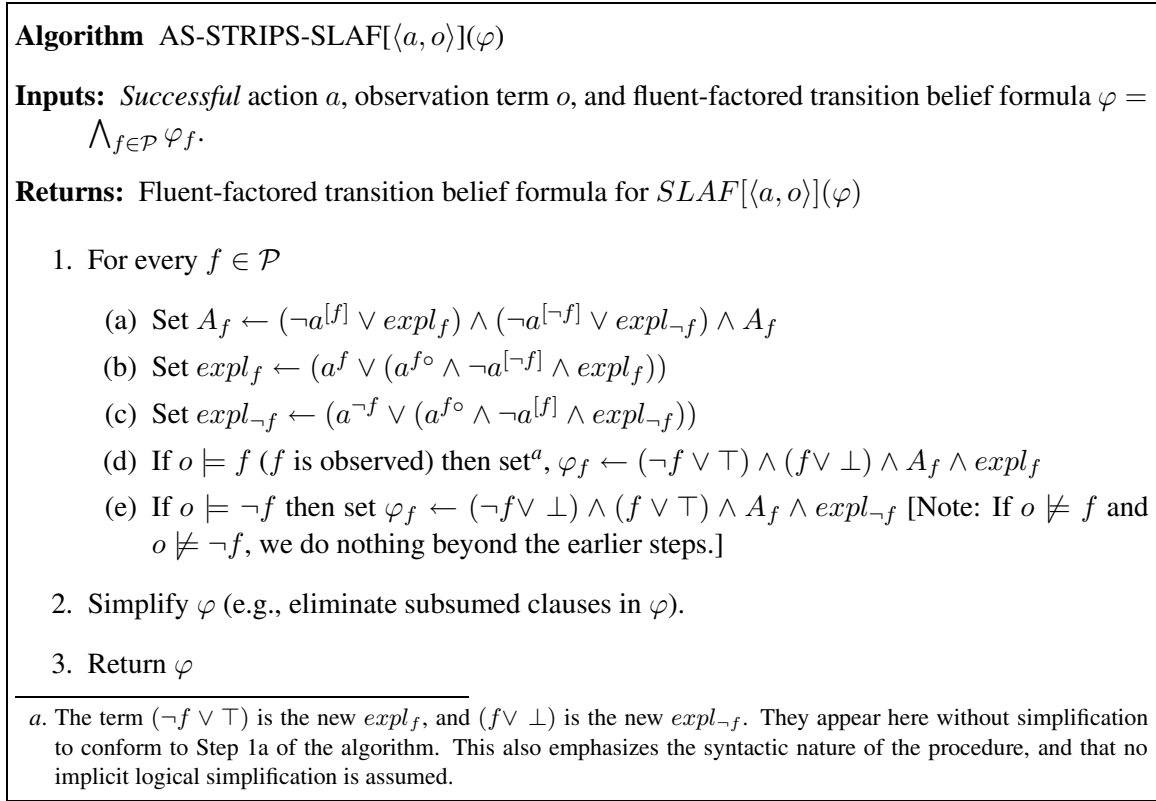 Algorithm AS-STRIPS-SLAF[⟨a, o⟩](φ)
Inputs: Successful action a, observation term o, and fluent-factored transition belief formula φ =
⋀_{f∈𝒫} φ_f.
Returns: Fluent-factored transition belief formula for SLAF[⟨a, o⟩](φ)
1. For every f ∈ 𝒫
(a) Set A_f ← (¬a^{[f]} ∨ expl_f) ∧ (¬a^{[¬f]} ∨ expl_{¬f}) ∧ A_f
(b) Set expl_f ← (a^f ∨ (a^{f∘} ∧ ¬a^{[¬f]} ∧ expl_f))
(c) Set expl_{¬f} ← (a^{¬f} ∨ (a^{f∘} ∧ ¬a^{[f]} ∧ expl_{¬f}))
(d) If o ⊨ f (f is observed) then set^a, φ_f ← (¬f ∨ ⊤) ∧ (f∨ ⊥) ∧ A_f ∧ expl_f
(e) If o ⊨ ¬f then set φ_f ← (¬f∨ ⊥) ∧ (f ∨ ⊤) ∧ A_f ∧ expl_{¬f} [Note: If o ⊭ f and
o ⊭ ¬f, we do nothing beyond the earlier steps.]
2. Simplify φ (e.g., eliminate subsumed clauses in φ).
3. Return φ
a. The term (¬f ∨ ⊤) is the new expl_f, and (f∨ ⊥) is the new expl_{¬f}. They appear here without simplification
to conform to Step 1a of the algorithm. This also emphasizes the syntactic nature of the procedure, and that no
implicit logical simplification is assumed.